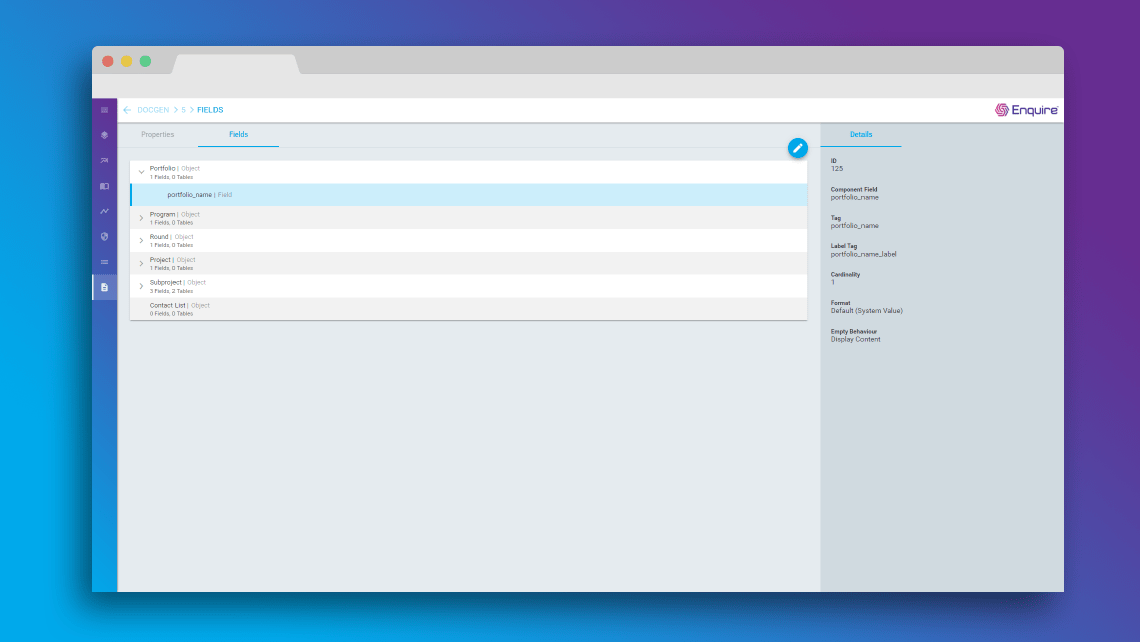 DOCGEN > 5 > FIELDS
Enquire
Properties
Fields
Portfolio | Object
1 Fields, 0 Tables
portfolio_name | Field
Program | Object
1 Fields, 0 Tables
Round | Object
1 Fields, 0 Tables
Project | Object
1 Fields, 0 Tables
Subproject | Object
3 Fields, 2 Tables
Contact List | Object
0 Fields, 0 Tables
Details
ID
125
Component Field
portfolio_name
Tag
portfolio_name
Label Tag
portfolio_name_label
Cardinality
1
Format
Default (System Value)
Empty Behaviour
Display Content